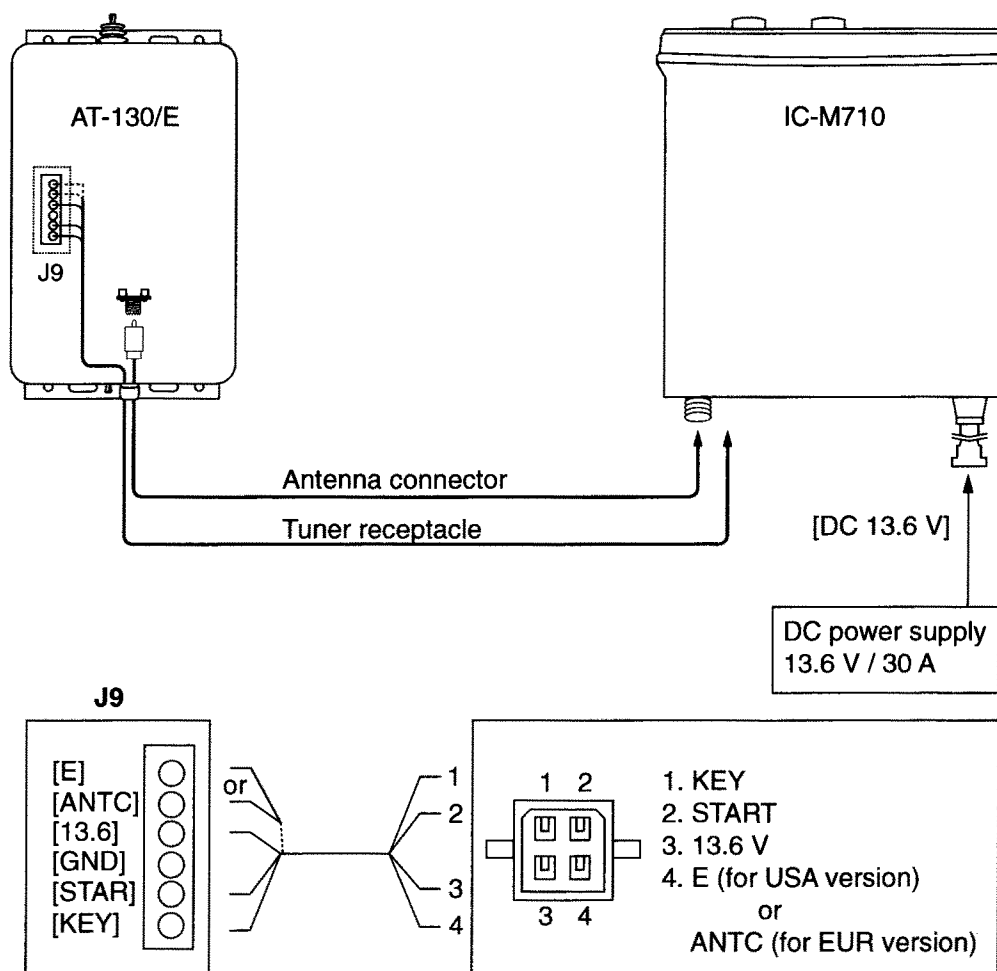 AT-130/E
IC-M710
J9
Antenna connector
Tuner receptacle
[DC 13.6 V]
DC power supply
13.6 V / 30 A
J9
[E]
[ANTC]
[13.6]
[GND]
[STAR]
[KEY]
or
1
2
3
4
1 2
3 4
1. KEY
2. START
3. 13.6 V
4. E (for USA version)
or
ANTC (for EUR version)